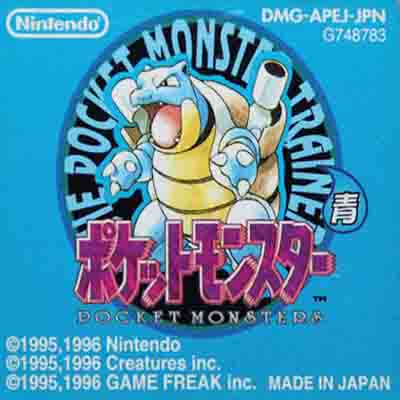 Nintendo
DMG-APEJ-JPN
G748783
THE POCKET MONSTER TRAINER
青
ポケットモンスター
TM
POCKET MONSTERS
©1995,1996 Nintendo
©1995,1996 Creatures inc.
©1995,1996 GAME FREAK inc. MADE IN JAPAN